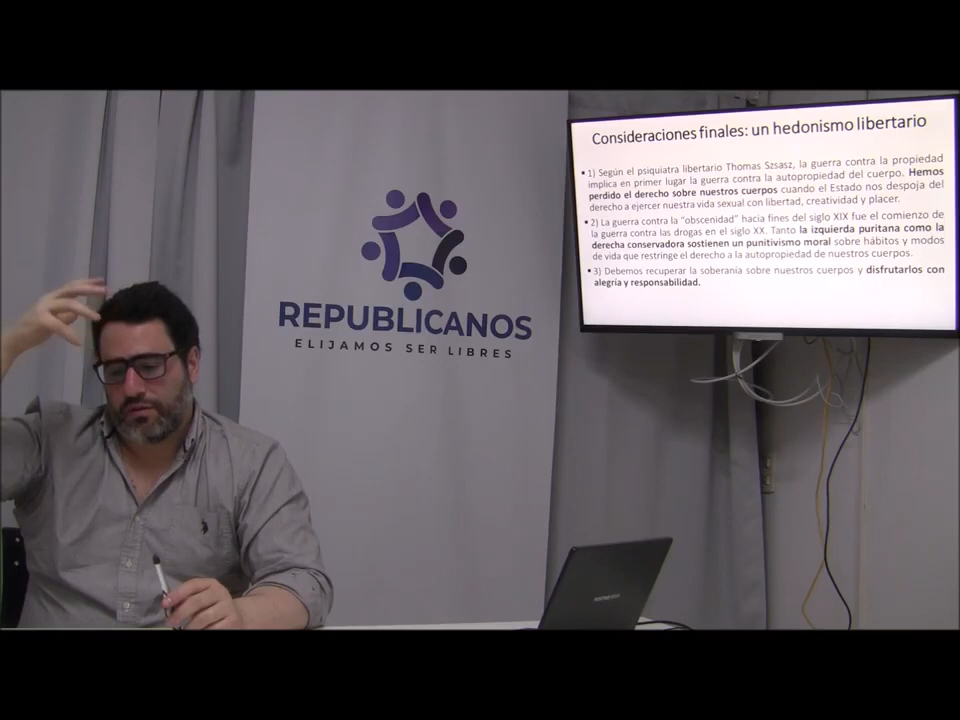 REPUBLICANOS
ELIJAMOS SER LIBRES
Consideraciones finales: un hedonismo libertario
▪ 1) Según el psiquiatra libertario Thomas Szsasz, la guerra contra la propiedad
implica en primer lugar la guerra contra la autopropiedad del cuerpo. Hemos
perdido el derecho sobre nuestros cuerpos cuando el Estado nos despoja del
derecho a ejercer nuestra vida sexual con libertad, creatividad y placer.
▪ 2) La guerra contra la “obscenidad” hacia fines del siglo XIX fue el comienzo de
la guerra contra las drogas en el siglo XX. Tanto la izquierda puritana como la
derecha conservadora sostienen un punitivismo moral sobre hábitos y modos
de vida que restringe el derecho a la autopropiedad de nuestros cuerpos.
▪ 3) Debemos recuperar la soberanía sobre nuestros cuerpos y disfrutarlos con
alegría y responsabilidad.